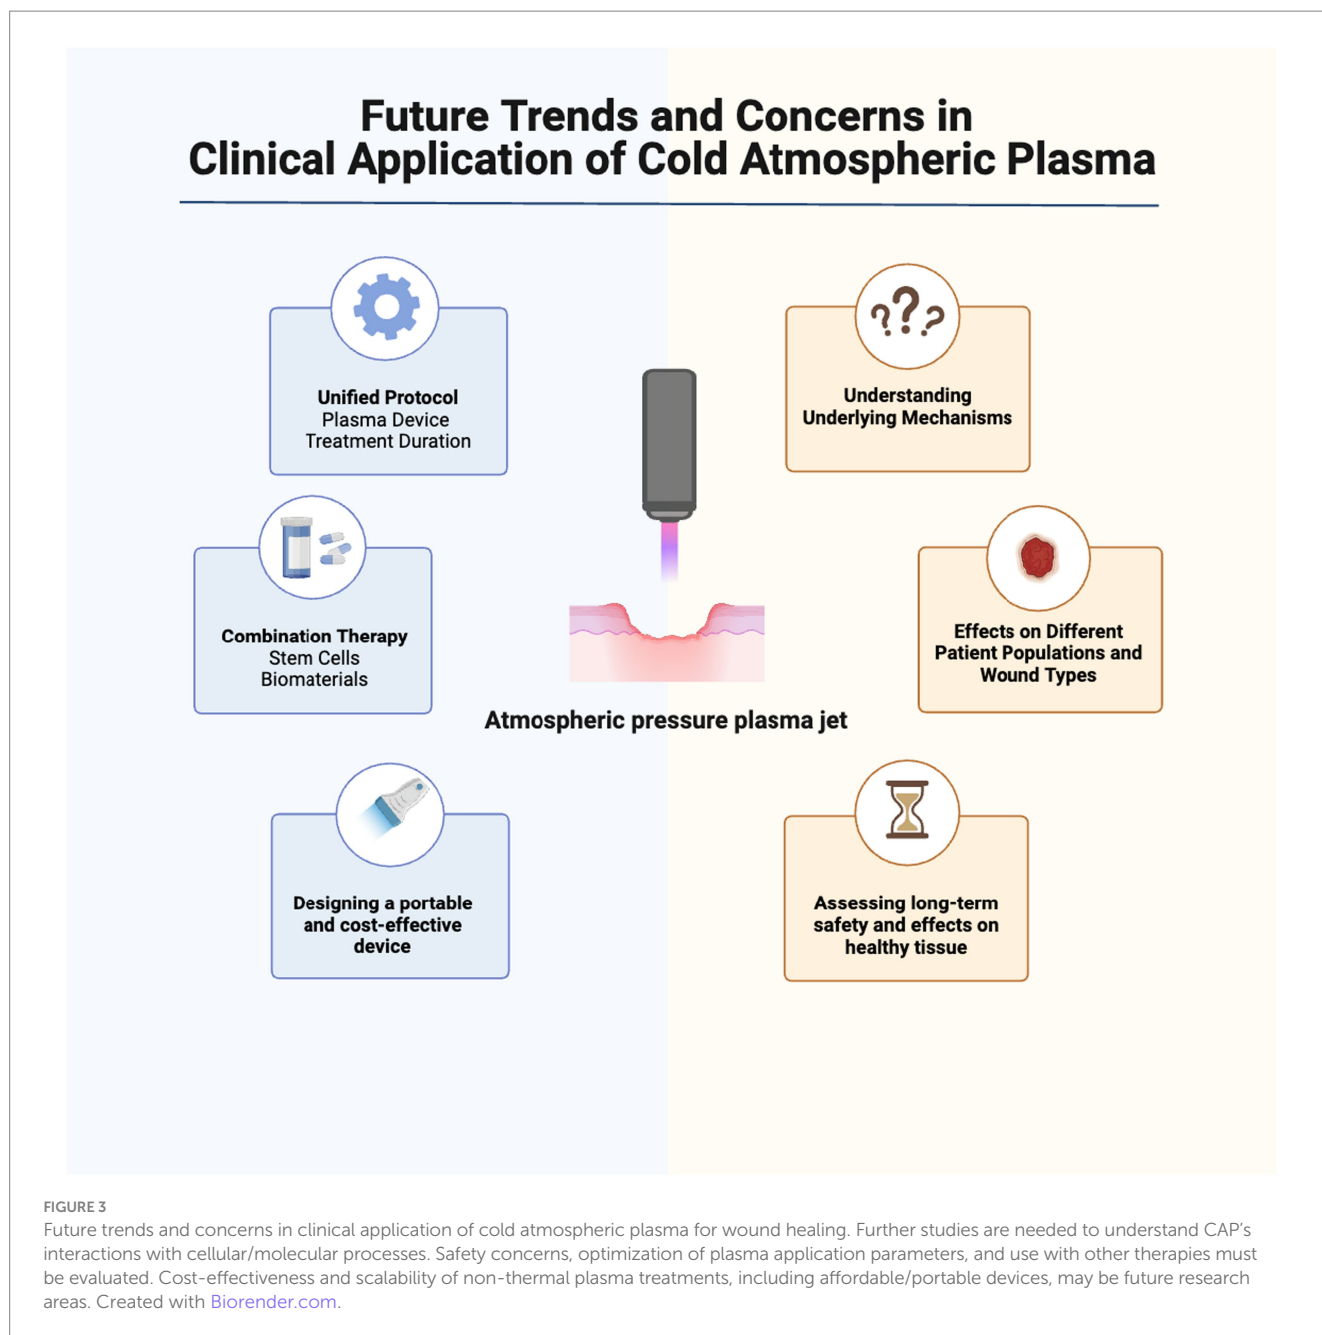 Future Trends and Concerns in
Clinical Application of Cold Atmospheric Plasma
Unified Protocol
Plasma Device
Treatment Duration
Understanding
Underlying Mechanisms
Combination Therapy
Stem Cells
Biomaterials
Effects on Different
Patient Populations and
Wound Types
Atmospheric pressure plasma jet
Designing a portable
and cost-effective
device
Assessing long-term
safety and effects on
healthy tissue
FIGURE 3
Future trends and concerns in clinical application of cold atmospheric plasma for wound healing. Further studies are needed to understand CAP’s
interactions with cellular/molecular processes. Safety concerns, optimization of plasma application parameters, and use with other therapies must
be evaluated. Cost-effectiveness and scalability of non-thermal plasma treatments, including affordable/portable devices, may be future research
areas. Created with Biorender.com.